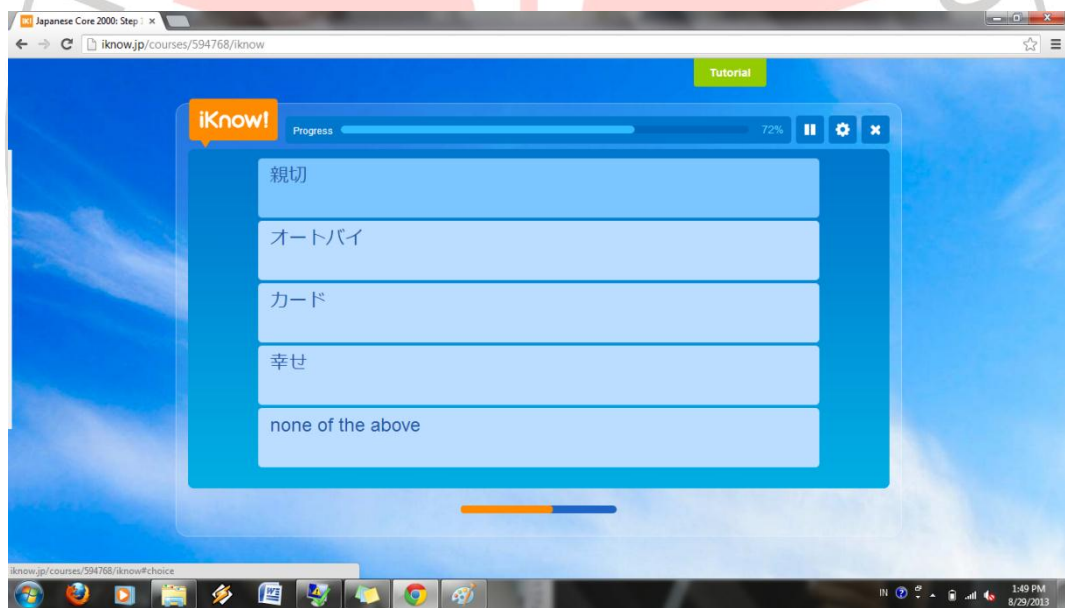 Japanese Core 2000: Step
iknow.jp/courses/594768/iknow
Tutorial
iKnow!
Progress 72%
親切
オートバイ
カード
幸せ
none of the above
iknow.jp/courses/594768/iknow#choice
IN
1:49 PM
8/29/2013